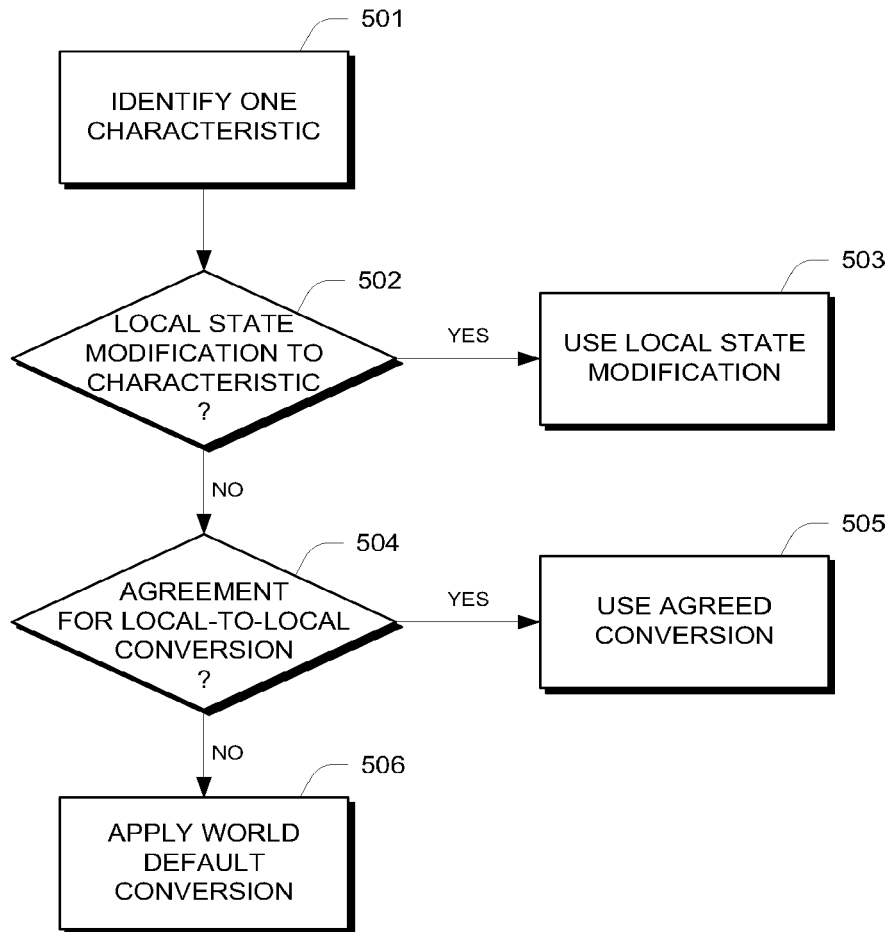 501
IDENTIFY ONE
CHARACTERISTIC
502
LOCAL STATE
MODIFICATION TO
CHARACTERISTIC
?
YES
503
USE LOCAL STATE
MODIFICATION
NO
504
AGREEMENT
FOR LOCAL-TO-LOCAL
CONVERSION
?
YES
505
USE AGREED
CONVERSION
NO
506
APPLY WORLD
DEFAULT
CONVERSION